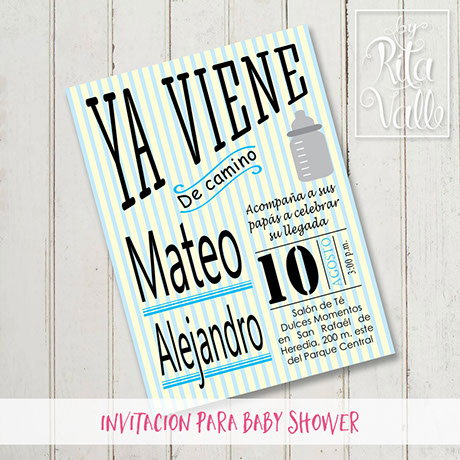 by
Rita
Valle
YA VIENE
De camino
Mateo
Alejandro
Acompaña a sus
papás a celebrar
su llegada
10
AGOSTO
3:00 p.m.
Salón de Té
Dulces Momentos
en San Rafaél de
Heredia, 200 m. este
del Parque Central
INVITACION PARA BABY SHOWER